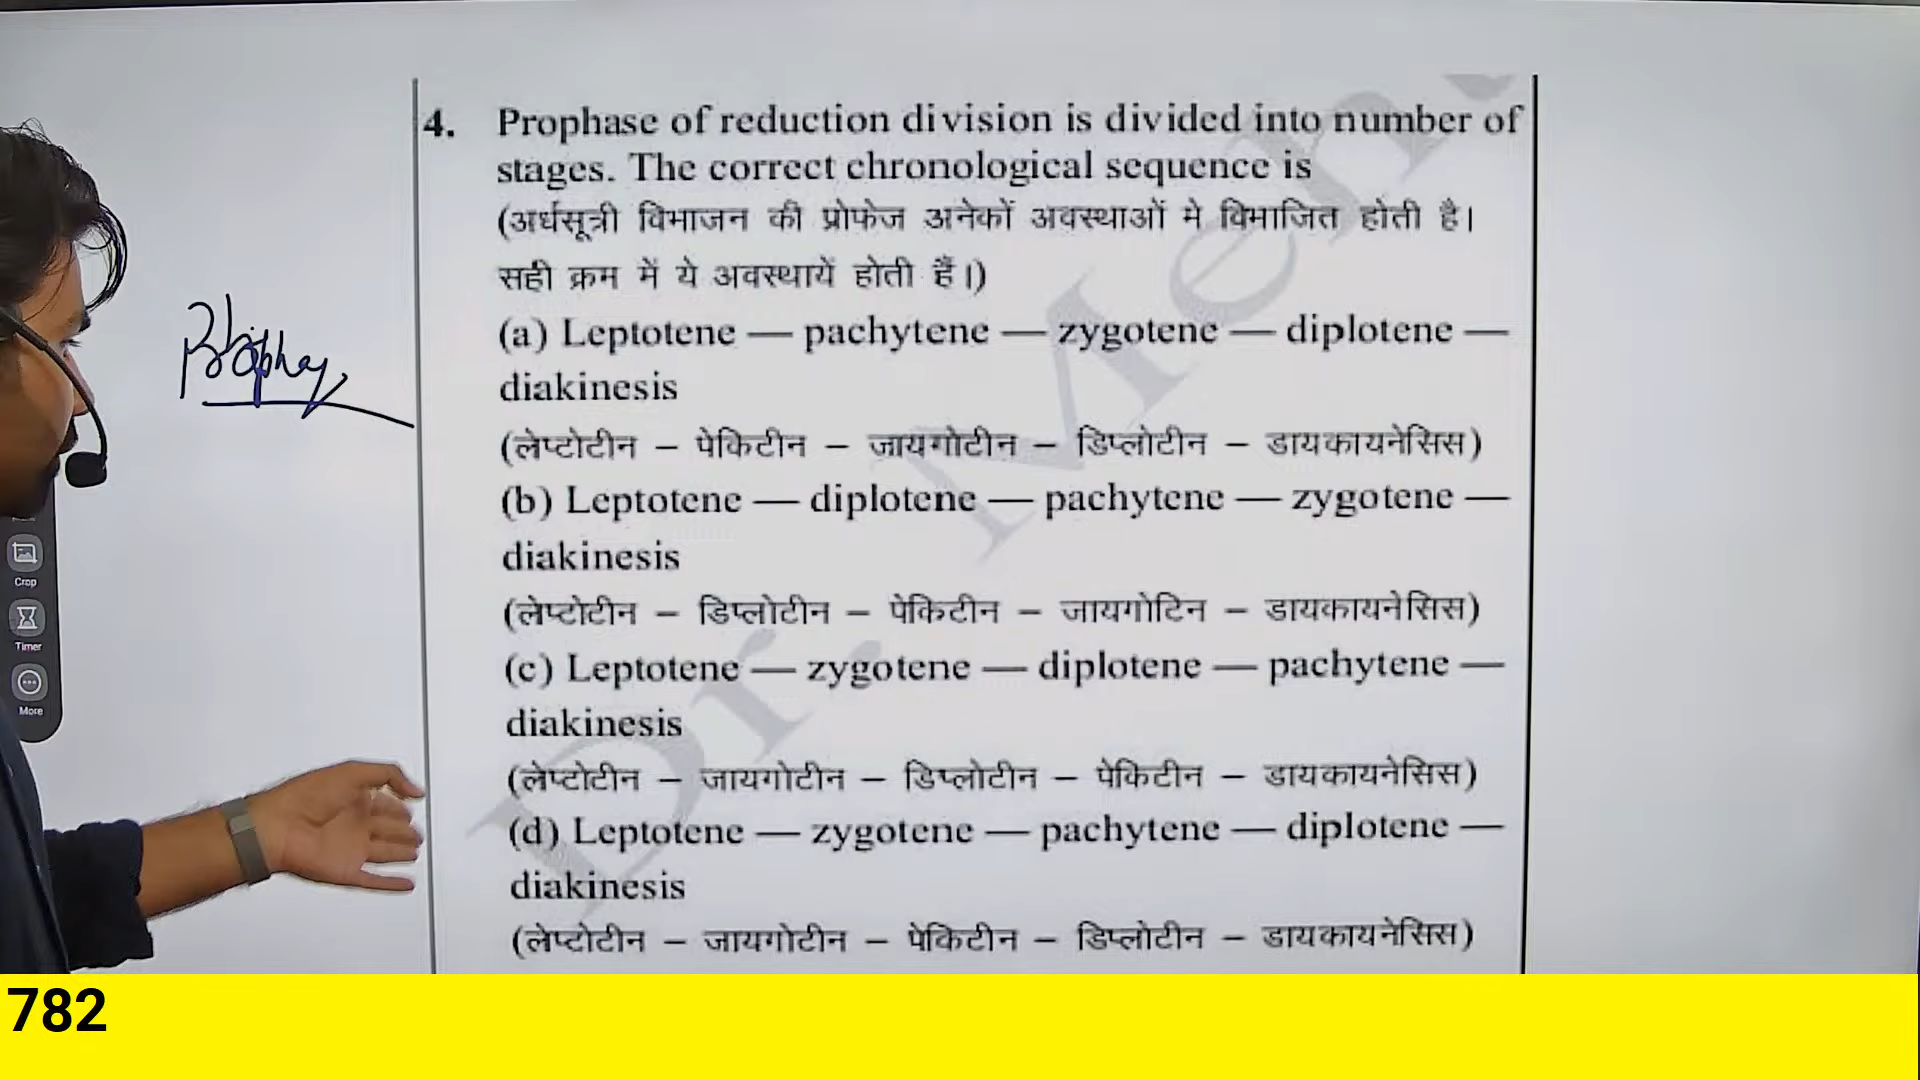 4. Prophase of reduction division is divided into number of
stages. The correct chronological sequence is
(अर्धसूत्री विभाजन की प्रोफेज अनेकों अवस्थाओं मे विभाजित होती है।
सही क्रम में ये अवस्थायें होती हैं।)
(a) Leptotene — pachytene — zygotene — diplotene —
diakinesis
(लेप्टोटीन – पेकिटीन – जायगोटीन – डिप्लोटीन – डायकायनेसिस)
(b) Leptotene — diplotene — pachytene — zygotene —
diakinesis
(लेप्टोटीन – डिप्लोटीन – पेकिटीन – जायगोटिन – डायकायनेसिस)
(c) Leptotene — zygotene — diplotene — pachytene —
diakinesis
(लेप्टोटीन – जायगोटीन – डिप्लोटीन – पेकिटीन – डायकायनेसिस)
(d) Leptotene — zygotene — pachytene — diplotene —
diakinesis
(लेप्टोटीन – जायगोटीन – पेकिटीन – डिप्लोटीन – डायकायनेसिस)
Crop
Timer
More
782